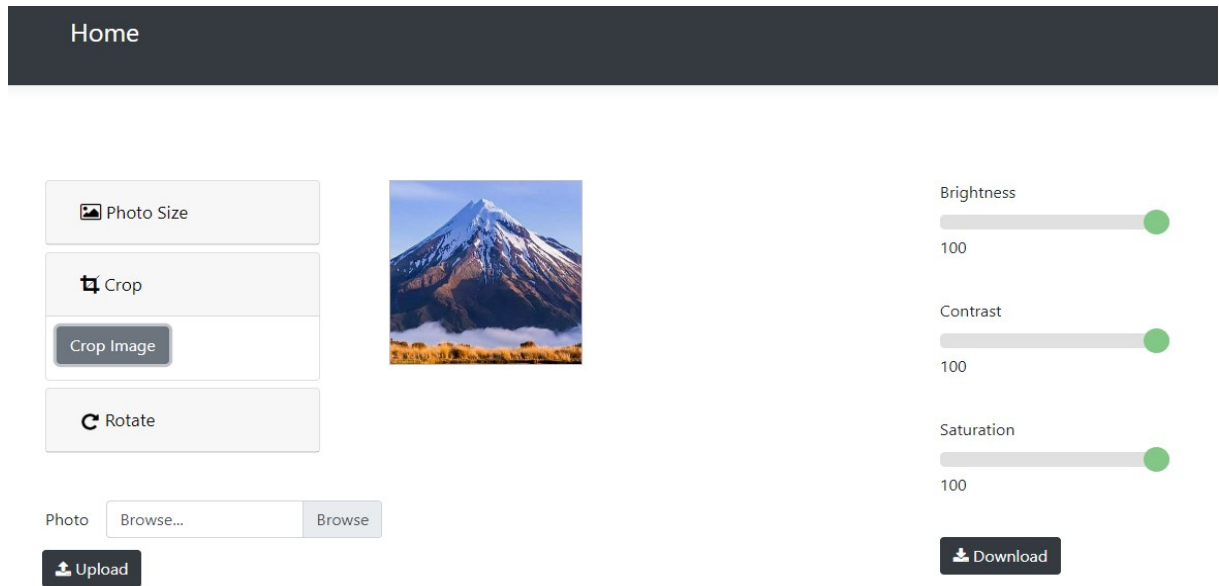 Home
Photo Size
Crop
Crop Image
Rotate
Photo Browse... Browse
Upload
Brightness
100
Contrast
100
Saturation
100
Download